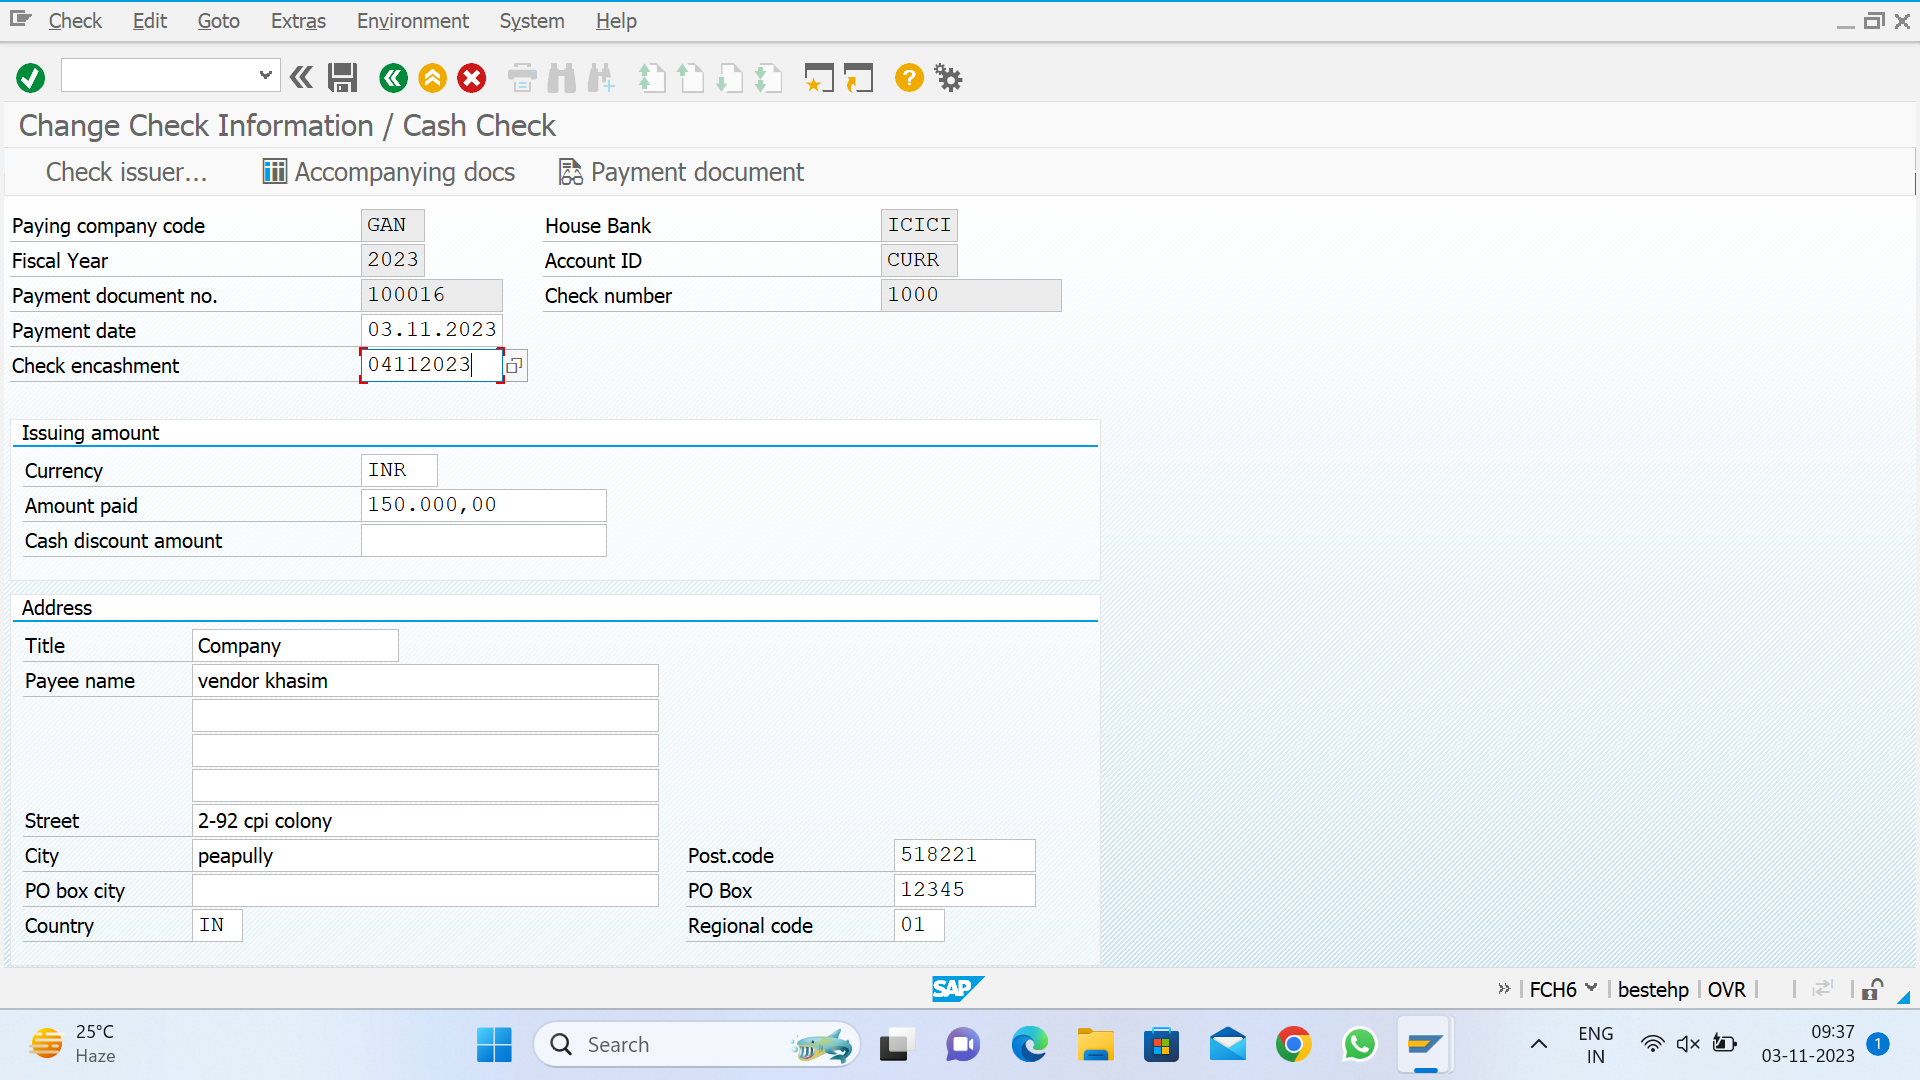 Check Edit Goto Extras Environment System Help
Change Check Information / Cash Check
Check issuer... Accompanying docs Payment document
Paying company code GAN House Bank ICICI
Fiscal Year 2023 Account ID CURR
Payment document no. 100016 Check number 1000
Payment date 03.11.2023
Check encashment 04112023
Issuing amount
Currency INR
Amount paid 150.000,00
Cash discount amount
Address
Title Company
Payee name vendor khasim
Street 2-92 cpi colony
City peapully Post.code 518221
PO box city PO Box 12345
Country IN Regional code 01
SAP FCH6 bestehp OVR
25°C
Haze
Search
ENG
IN
09:37
03-11-2023
1